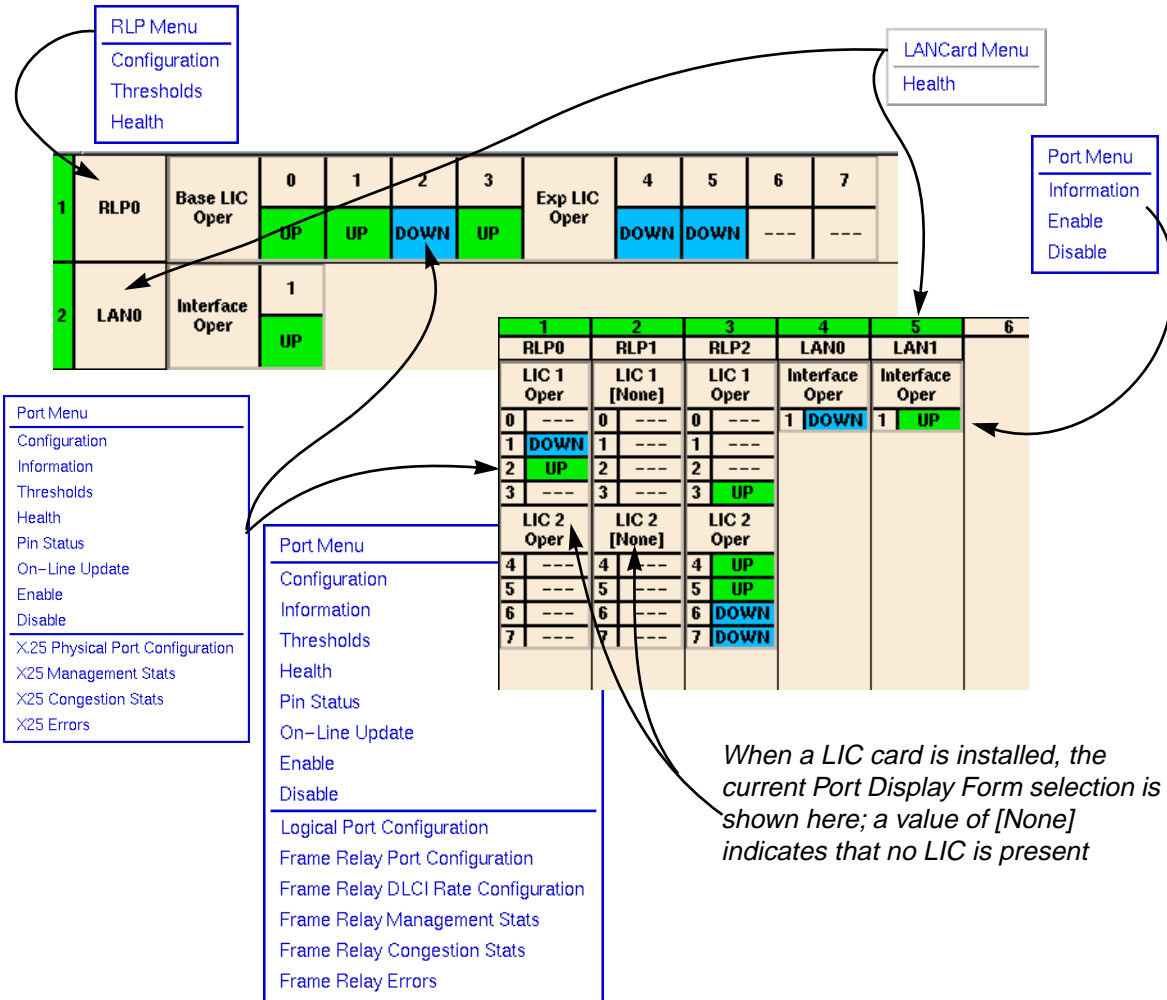 RLP Menu
Configuration
Thresholds
Health
LANCard Menu
Health
Port Menu
Information
Enable
Disable
1 RLP0 Base LIC Oper 0 1 2 3 Exp LIC Oper 4 5 6 7
UP UP DOWN UP DOWN DOWN --- ---
2 LAN0 Interface Oper 1
UP
1 2 3 4 5 6
RLP0 RLP1 RLP2 LAN0 LAN1
LIC 1 LIC 1 LIC 1 Interface Interface
Oper [None] Oper Oper Oper
0 --- 0 --- 0 --- 1 DOWN 1 UP
1 DOWN 1 --- 1 ---
2 UP 2 --- 2 ---
3 --- 3 --- 3 UP
LIC 2 LIC 2 LIC 2
Oper [None] Oper
4 --- 4 --- 4 UP
5 --- 5 --- 5 UP
6 --- 6 --- 6 DOWN
7 --- 7 --- 7 DOWN
Port Menu
Configuration
Information
Thresholds
Health
Pin Status
On-Line Update
Enable
Disable
X.25 Physical Port Configuration
X25 Management Stats
X25 Congestion Stats
X25 Errors
Port Menu
Configuration
Information
Thresholds
Health
Pin Status
On-Line Update
Enable
Disable
Logical Port Configuration
Frame Relay Port Configuration
Frame Relay DLCI Rate Configuration
Frame Relay Management Stats
Frame Relay Congestion Stats
Frame Relay Errors
When a LIC card is installed, the
current Port Display Form selection is
shown here; a value of [None]
indicates that no LIC is present